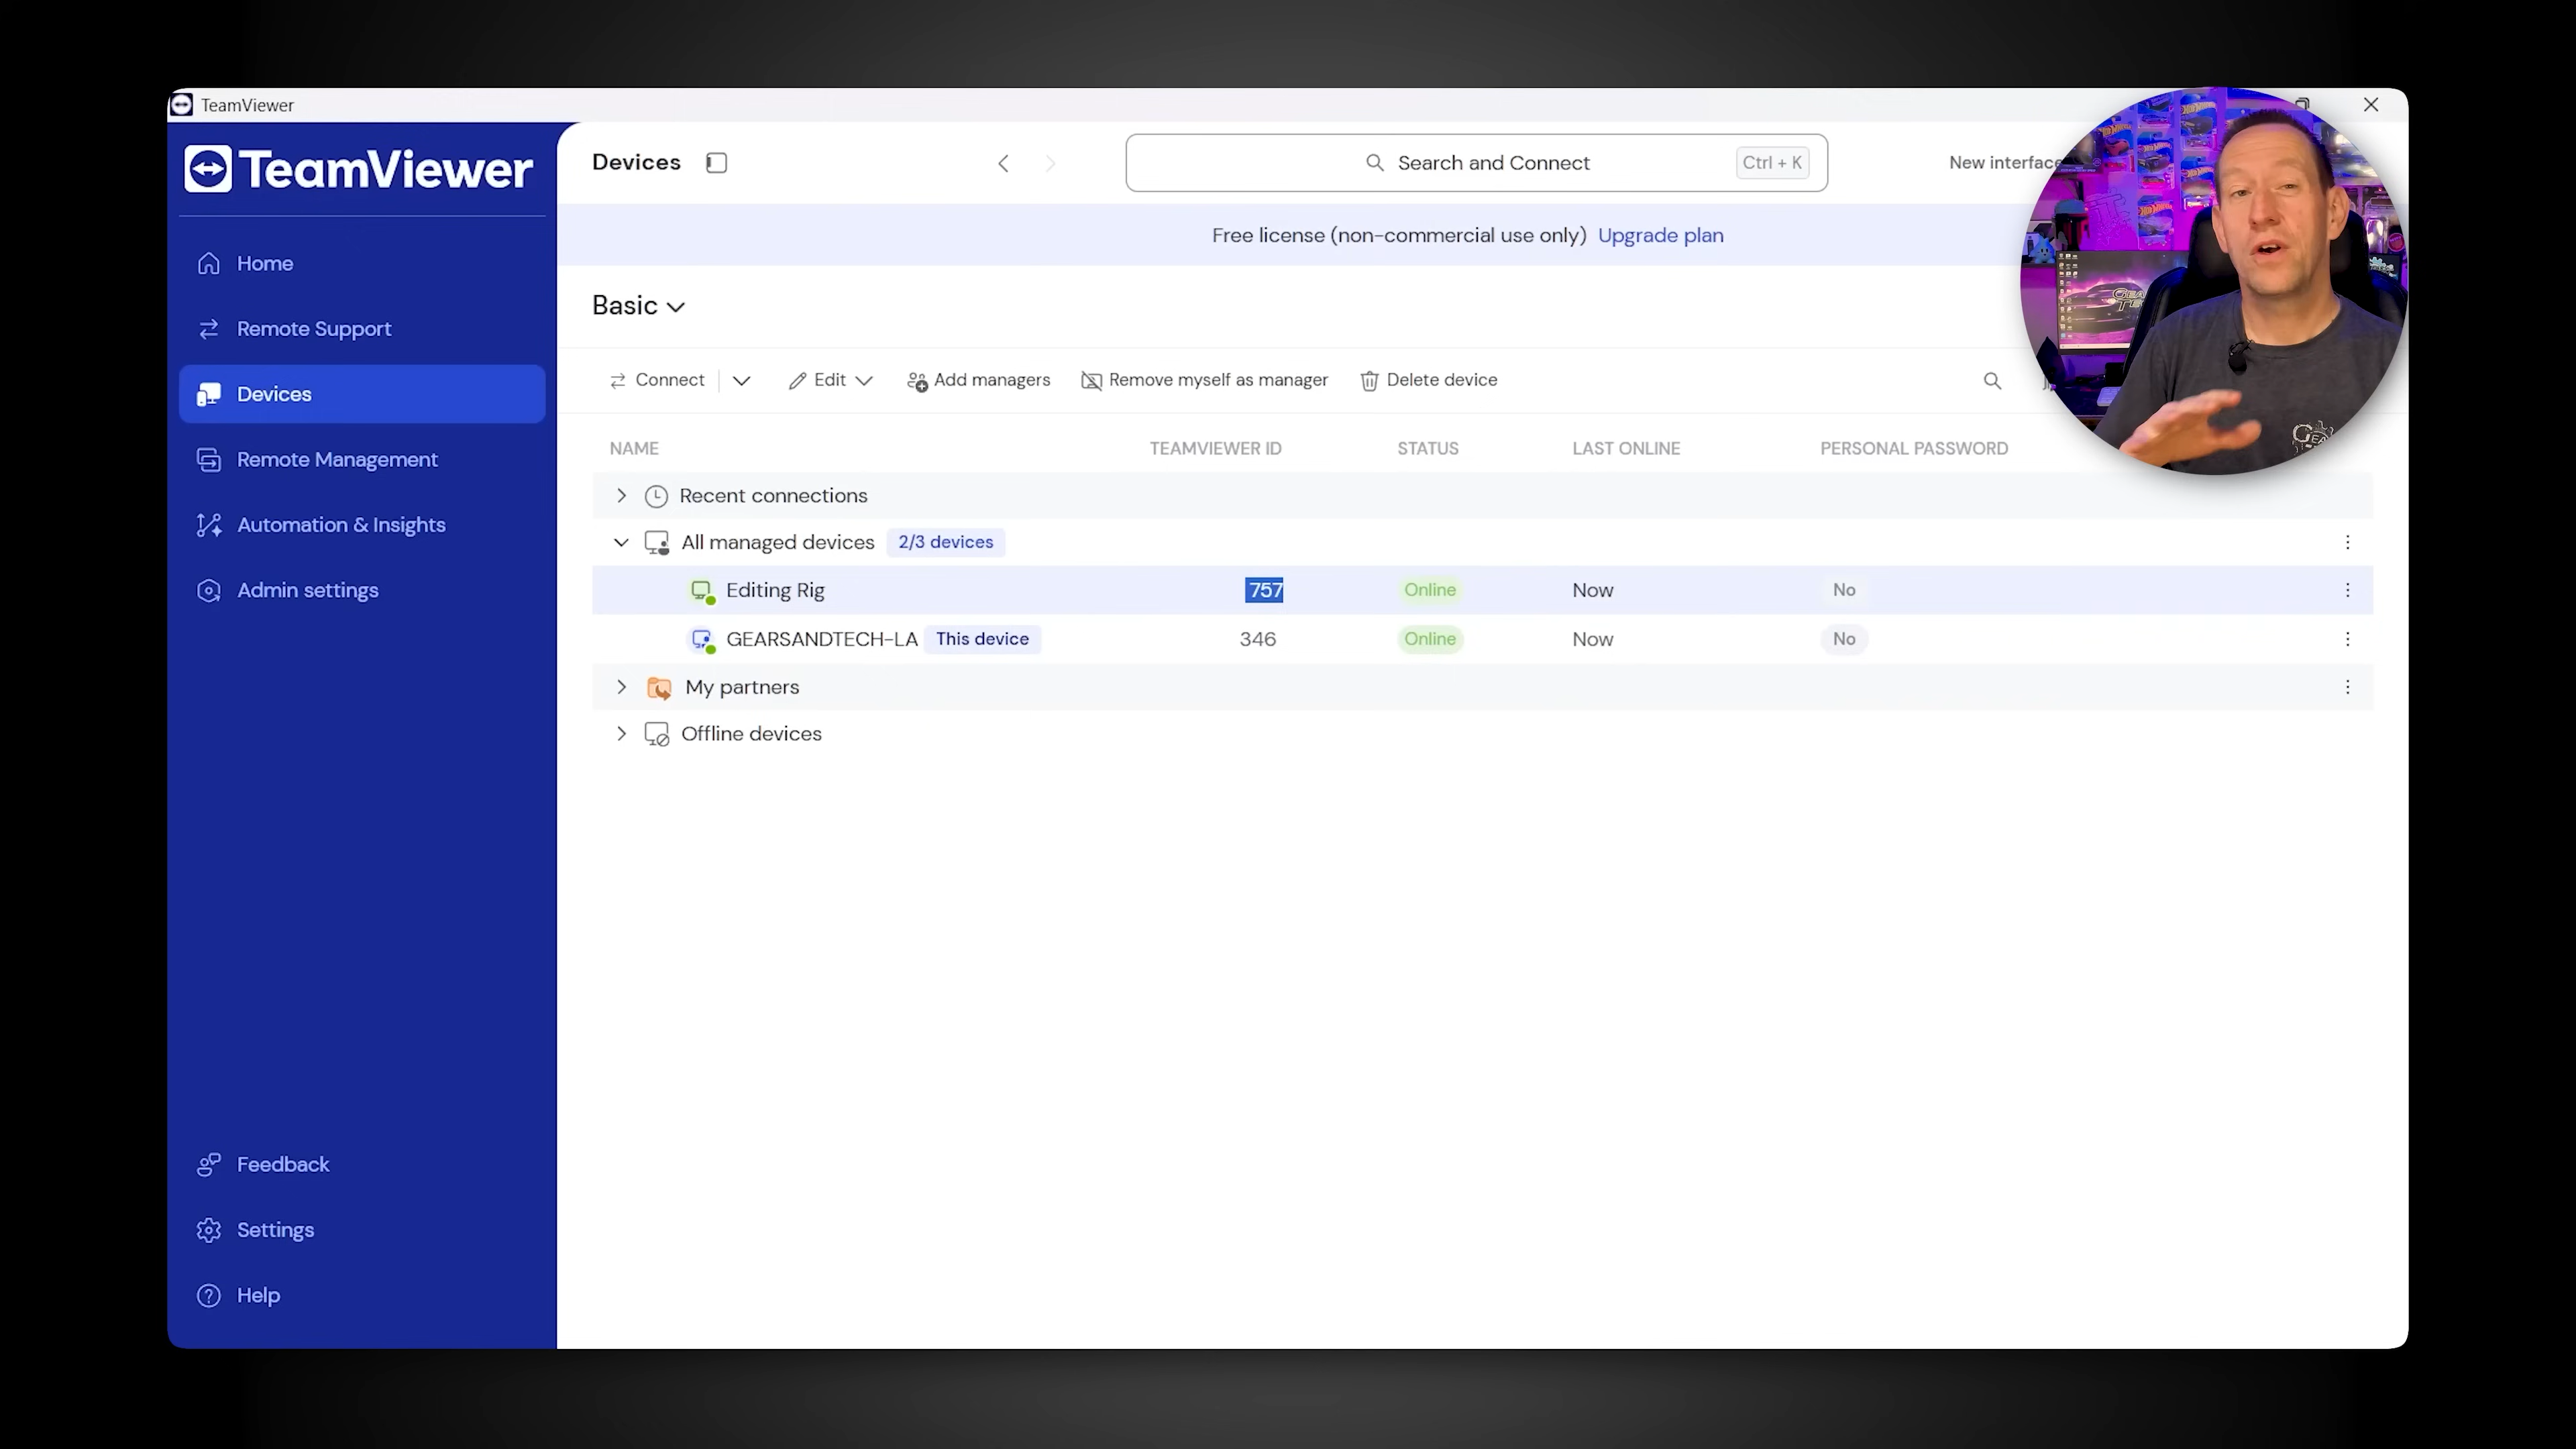 TeamViewer
TeamViewer
Devices
Search and Connect
Ctrl + K
New interface
Free license (non-commercial use only) Upgrade plan
Home
Remote Support
Devices
Remote Management
Automation & Insights
Admin settings
Basic
Connect
Edit
Add managers
Remove myself as manager
Delete device
NAME TEAMVIEWER ID STATUS LAST ONLINE PERSONAL PASSWORD
Recent connections
All managed devices 2/3 devices
Editing Rig 757 Online Now No
GEARSANDTECH-LA This device 346 Online Now No
My partners
Offline devices
Feedback
Settings
Help